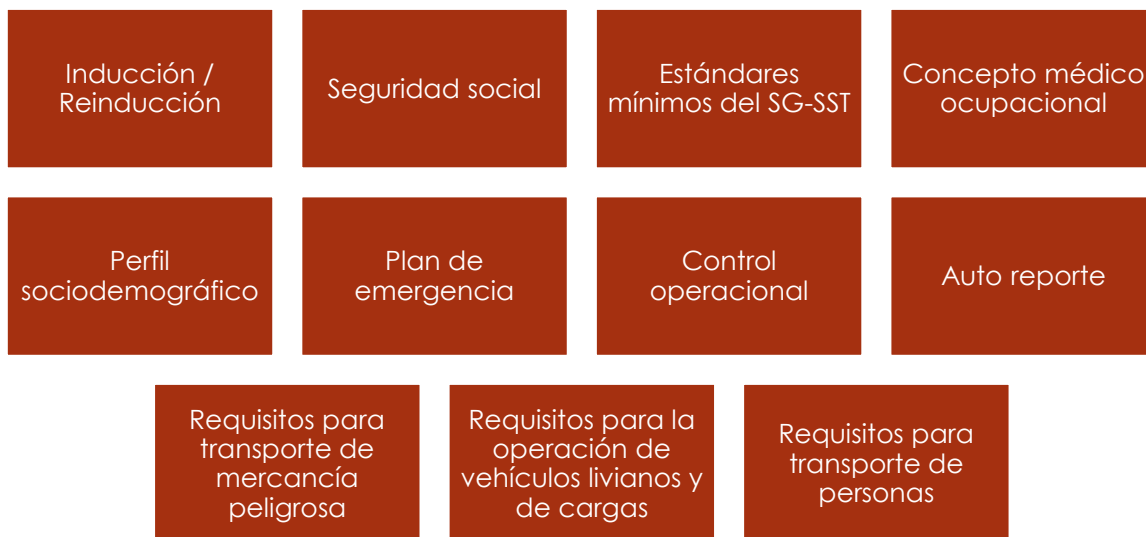 Inducción /
Reinducción
Seguridad social
Estándares
mínimos del SG-SST
Concepto médico
ocupacional
Perfil
sociodemográfico
Plan de
emergencia
Control
operacional
Auto reporte
Requisitos para
transporte de
mercancía
peligrosa
Requisitos para la
operación de
vehículos livianos y
de cargas
Requisitos para
transporte de
personas